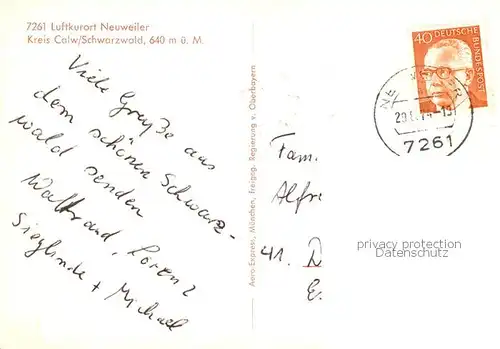 7261 Luftkurort Neuweiler
Kreis Calw/Schwarzwald, 640 m ü. M.
Viele Grüße aus
dem schönen Schwarz-
wald senden
Waltraud, Lorenz
Sieglinde + Michael
Aero-Express, München, Freigeg. Regierung v. Oberbayern
40 DEUTSCHE
BUNDESPOST
7261
Fam.
Alfre
41. D
E.
privacy protection
Datenschutz